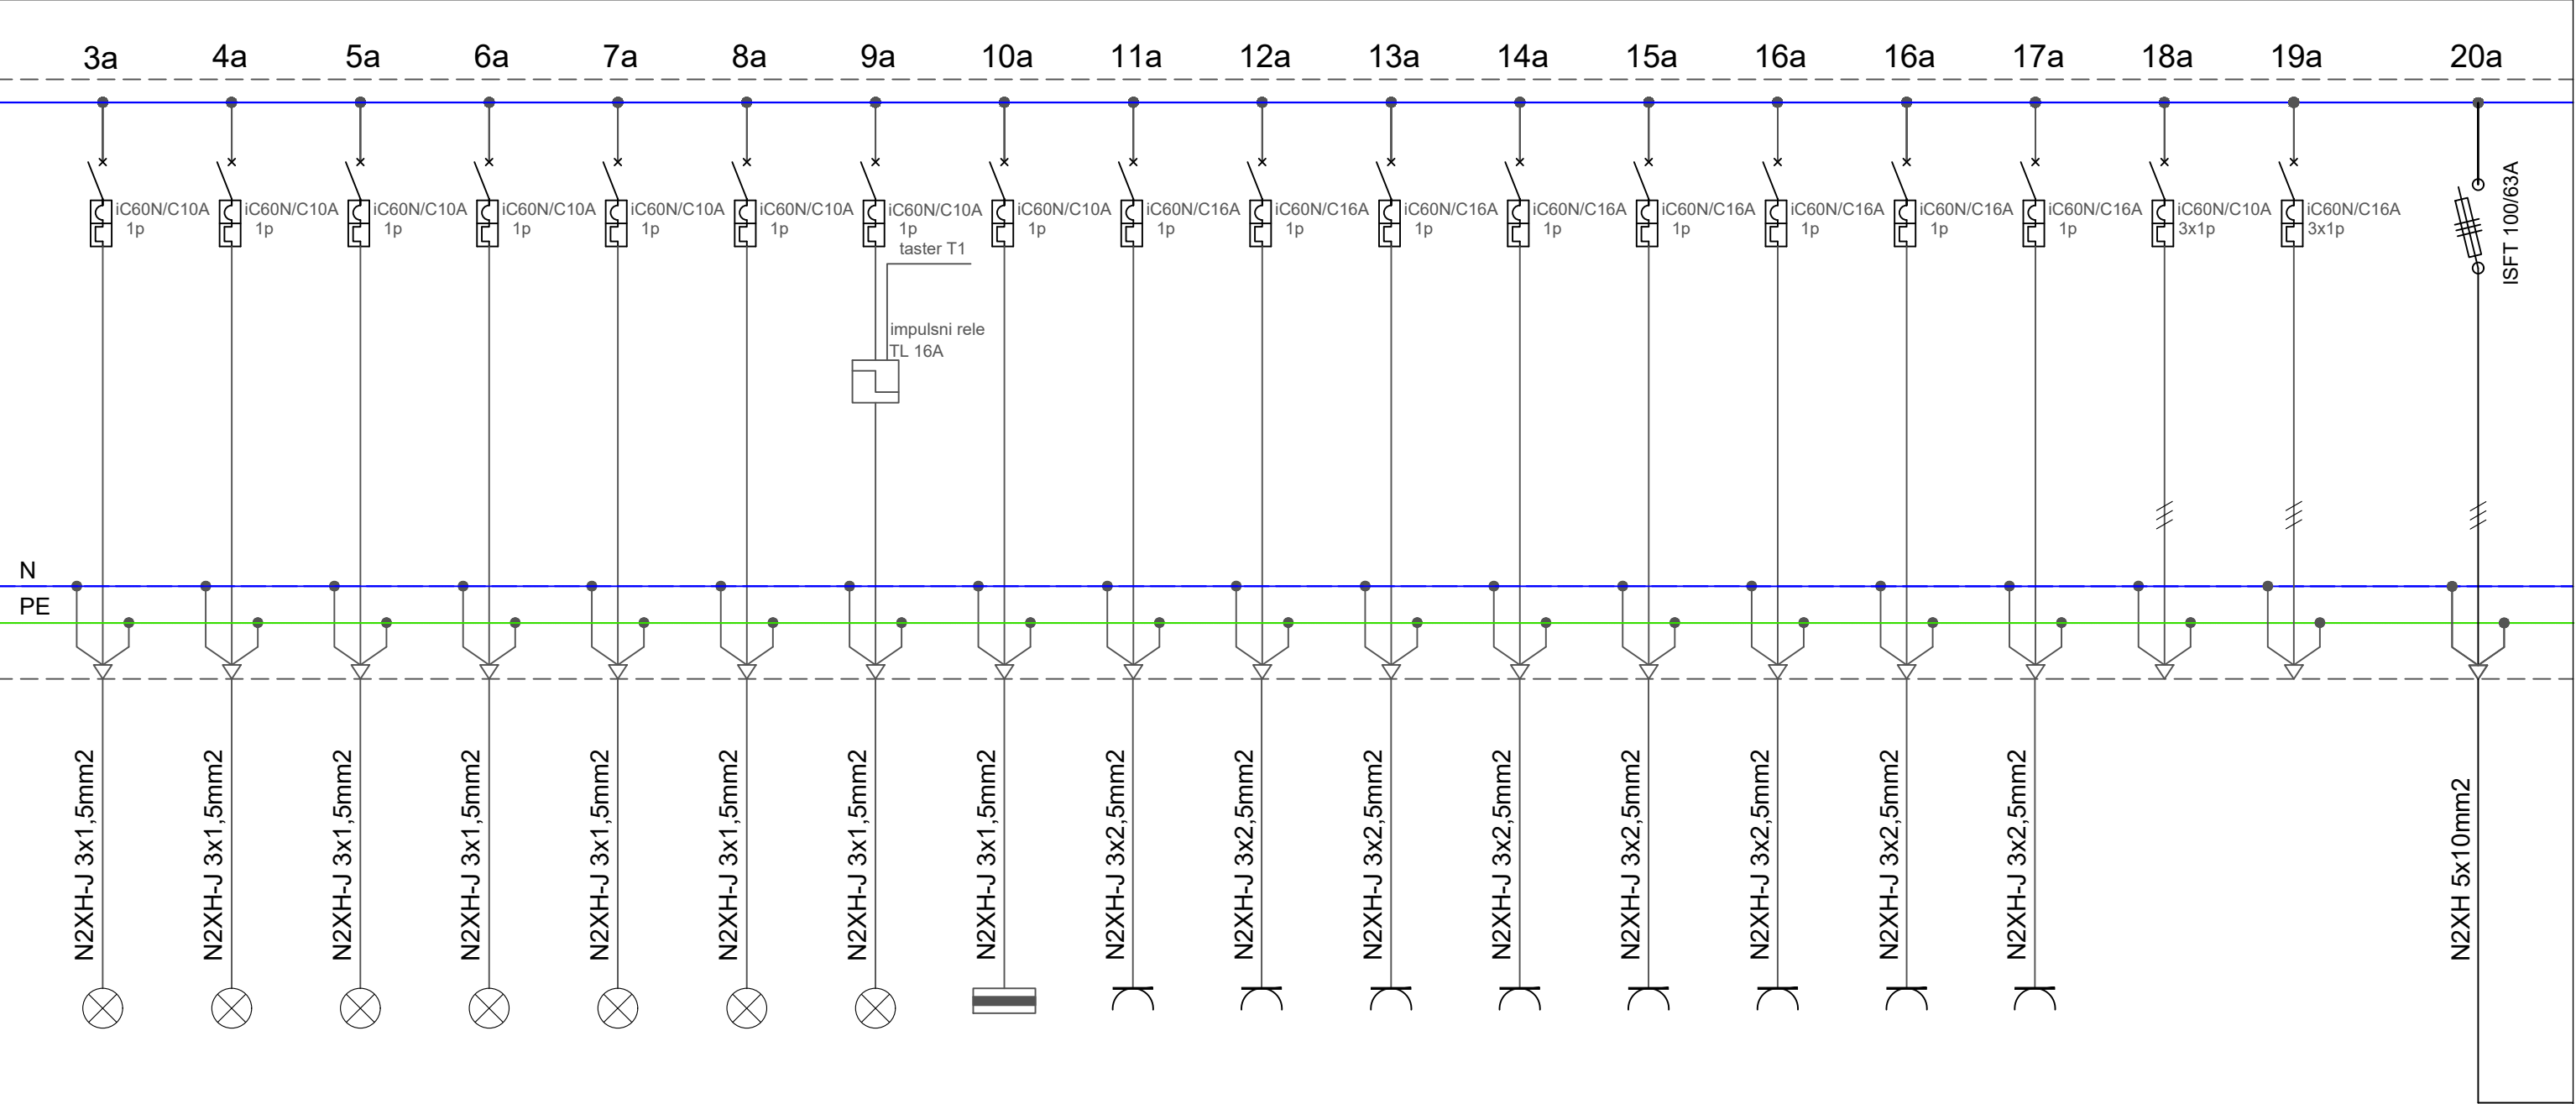 3a 4a 5a 6a 7a 8a 9a 10a 11a 12a 13a 14a 15a 16a 16a 17a 18a 19a 20a
iC60N/C10A
1p
iC60N/C10A
1p
iC60N/C10A
1p
iC60N/C10A
1p
iC60N/C10A
1p
iC60N/C10A
1p
iC60N/C10A
1p
taster T1
impulsni rele
TL 16A
iC60N/C10A
1p
iC60N/C16A
1p
iC60N/C16A
1p
iC60N/C16A
1p
iC60N/C16A
1p
iC60N/C16A
1p
iC60N/C16A
1p
iC60N/C16A
1p
iC60N/C16A
1p
iC60N/C10A
3x1p
iC60N/C16A
3x1p
ISFT 100/63A
N
PE
N2XH-J 3x1,5mm2
N2XH-J 3x1,5mm2
N2XH-J 3x1,5mm2
N2XH-J 3x1,5mm2
N2XH-J 3x1,5mm2
N2XH-J 3x1,5mm2
N2XH-J 3x1,5mm2
N2XH-J 3x1,5mm2
N2XH-J 3x2,5mm2
N2XH-J 3x2,5mm2
N2XH-J 3x2,5mm2
N2XH-J 3x2,5mm2
N2XH-J 3x2,5mm2
N2XH-J 3x2,5mm2
N2XH-J 3x2,5mm2
N2XH-J 3x2,5mm2
N2XH 5x10mm2